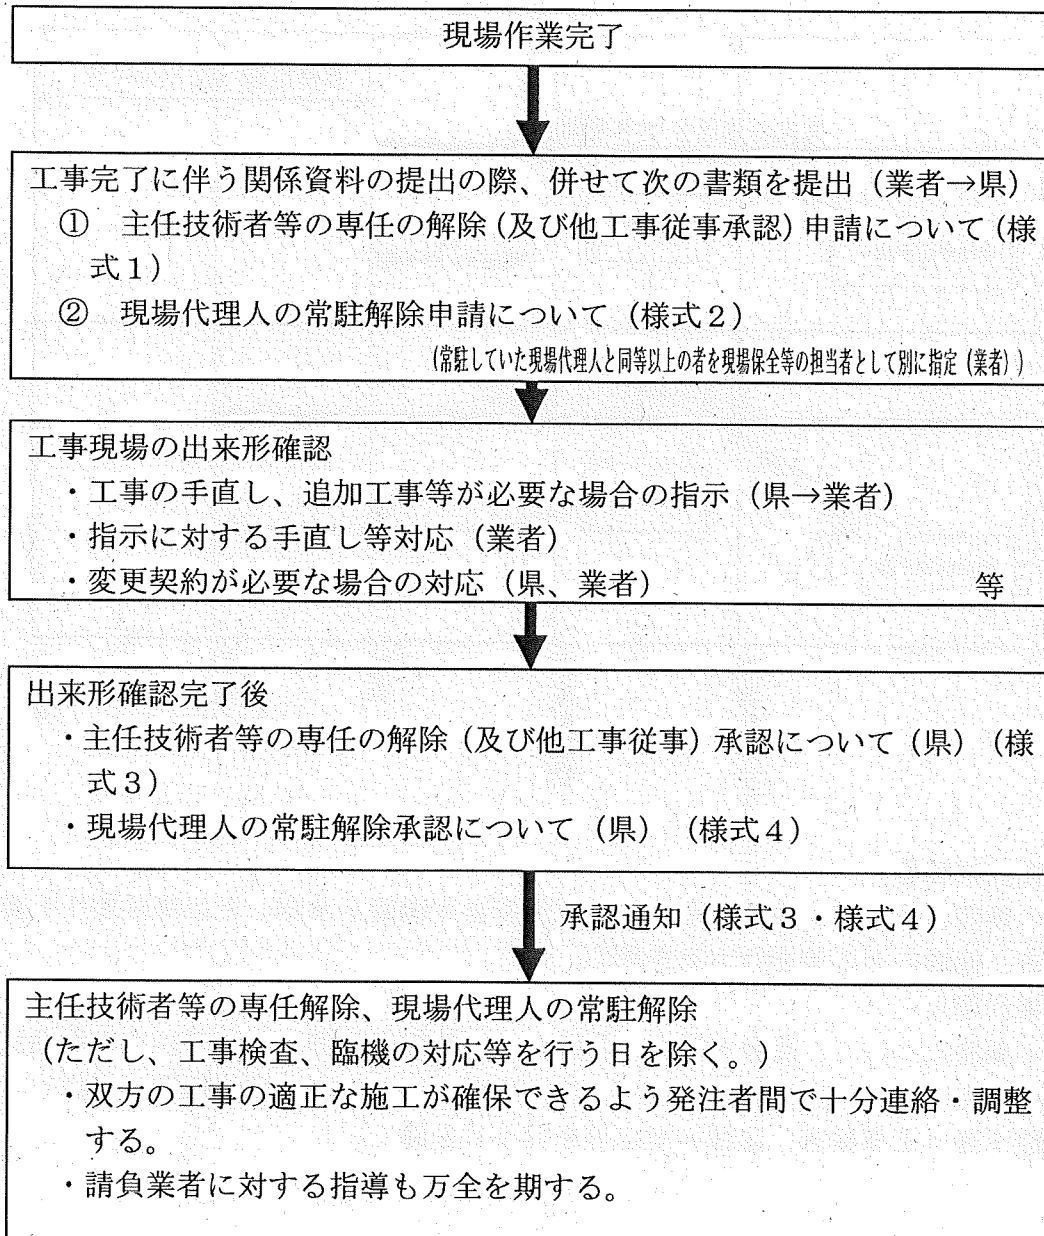 現場作業完了
工事完了に伴う関係資料の提出の際、併せて次の書類を提出（業者→県）
①　主任技術者等の専任の解除（及び他工事従事承認）申請について（様
式１）
②　現場代理人の常駐解除申請について（様式２）
（常駐していた現場代理人と同等以上の者を現場保全等の担当者として別に指定（業者））
工事現場の出来形確認
・工事の手直し、追加工事等が必要な場合の指示（県→業者）
・指示に対する手直し等対応（業者）
・変更契約が必要な場合の対応（県、業者）　　　　　　　　　　　　等
出来形確認完了後
・主任技術者等の専任の解除（及び他工事従事）承認について（県）（様
式３）
・現場代理人の常駐解除承認について（県）（様式４）
承認通知（様式３・様式４）
主任技術者等の専任解除、現場代理人の常駐解除
（ただし、工事検査、臨機の対応等を行う日を除く。）
・双方の工事の適正な施工が確保できるよう発注者間で十分連絡・調整
する。
・請負業者に対する指導も万全を期する。